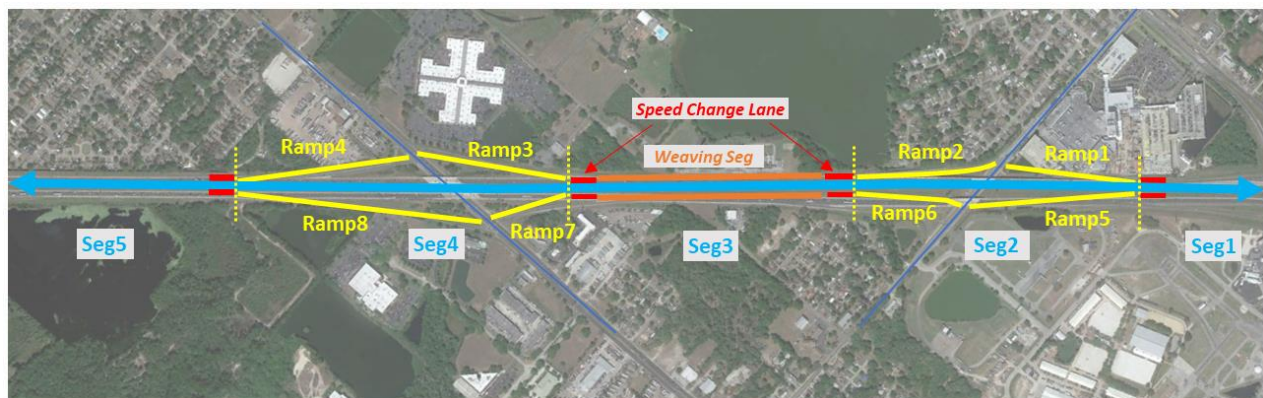 Speed Change Lane
Ramp4
Ramp3
Weaving Seg
Ramp2
Ramp1
Ramp8
Ramp7
Ramp6
Ramp5
Seg5
Seg4
Seg3
Seg2
Seg1